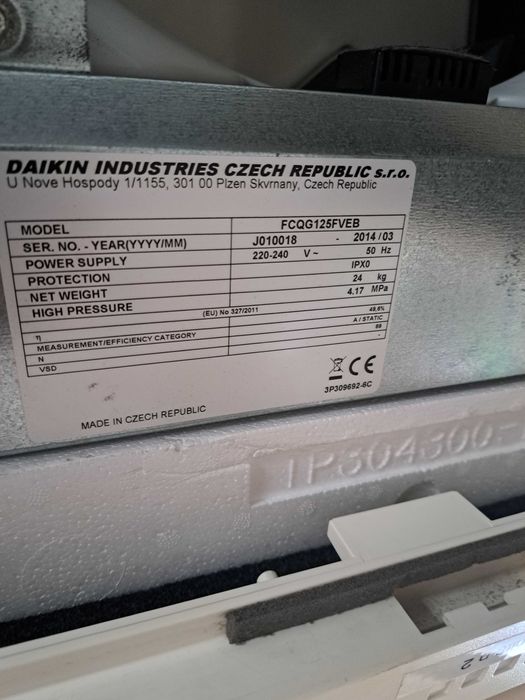 DAIKIN INDUSTRIES CZECH REPUBLIC s.r.o.
U Nove Hospody 1/1155, 301 00 Plzen Skvrnany, Czech Republic
MODEL FCQG125FVEB
SER. NO. - YEAR(YYYY/MM) J010018 - 2014/03
POWER SUPPLY 220-240 V ~ 50 Hz
PROTECTION IPX0
NET WEIGHT 24 kg
HIGH PRESSURE 4.17 MPa
(EU) No 327/2011
η 49,6%
MEASUREMENT/EFFICIENCY CATEGORY A / STATIC
N
VSD -
CE
3P309692-6C
MADE IN CZECH REPUBLIC
1P304300-